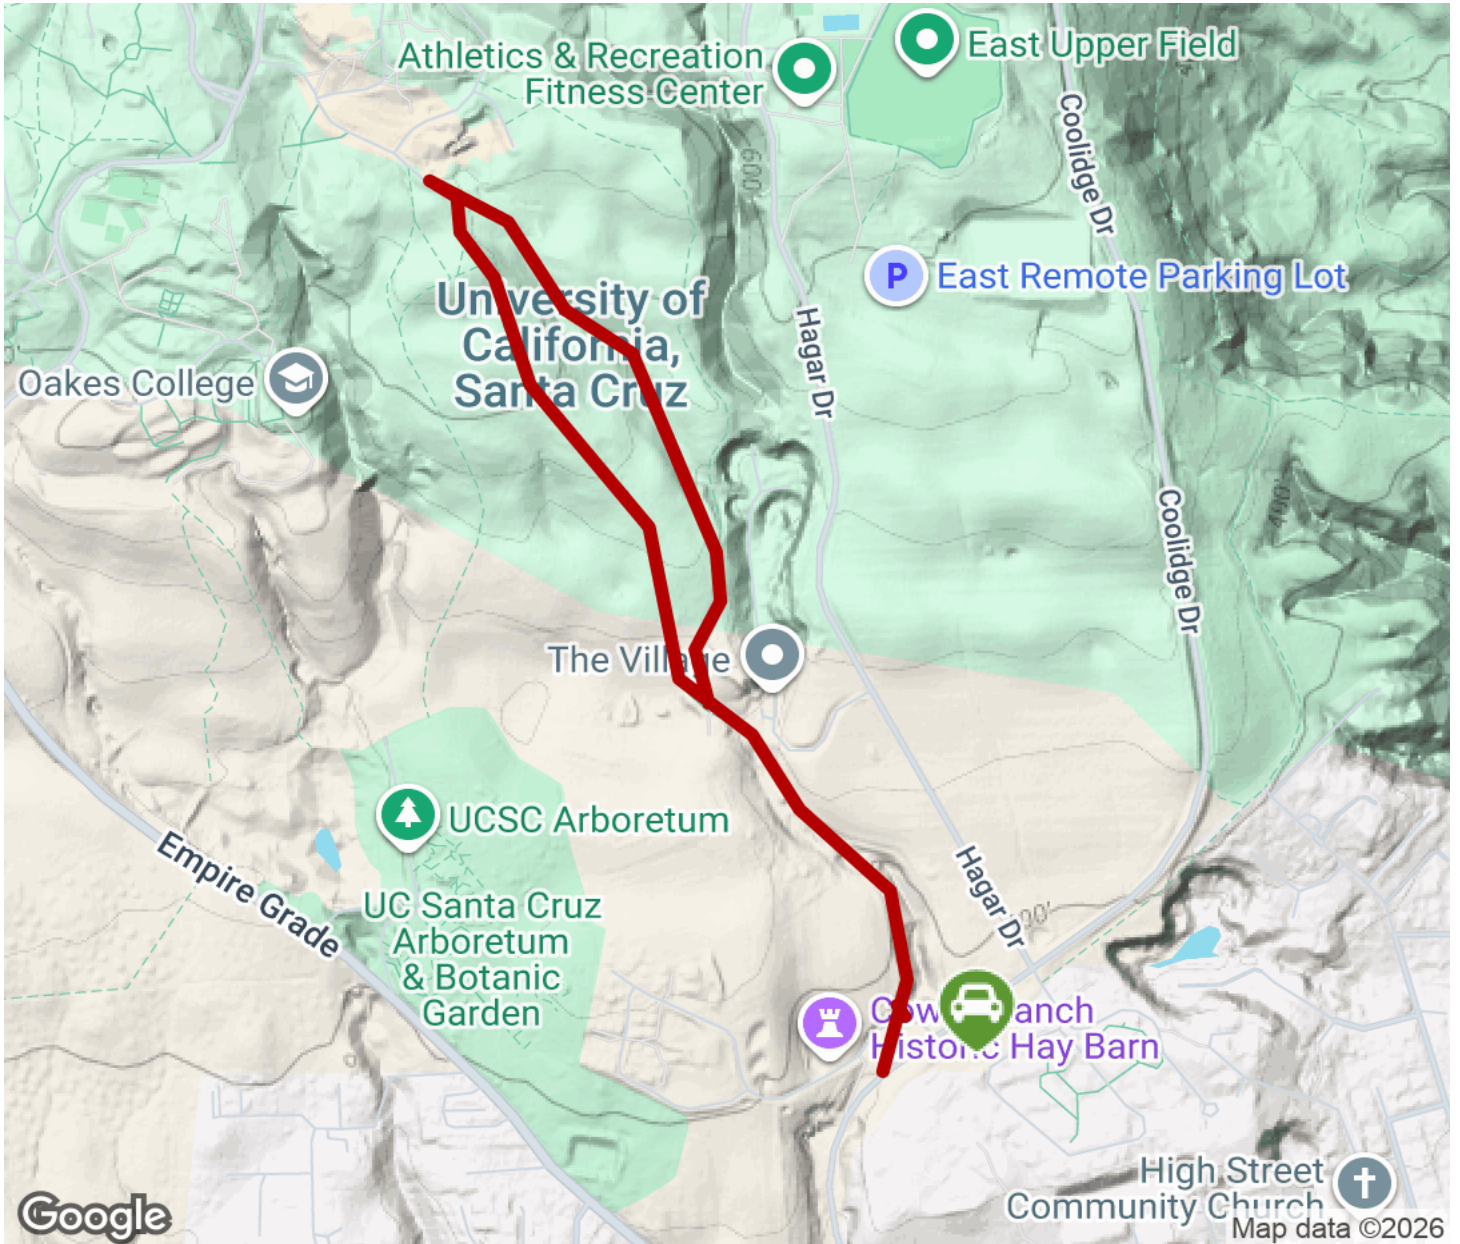 Athletics & Recreation
Fitness Center
East Upper Field
Coolidge Dr
600'
P
East Remote Parking Lot
University of
California,
Santa Cruz
Hagar Dr
Oakes College
Coolidge Dr
400'
The Village
UCSC Arboretum
Empire Grade
Hagar Dr
UC Santa Cruz
Arboretum
& Botanic
Garden
Historic Hay Barn
High Street
Community Church
Google
Map data ©2026